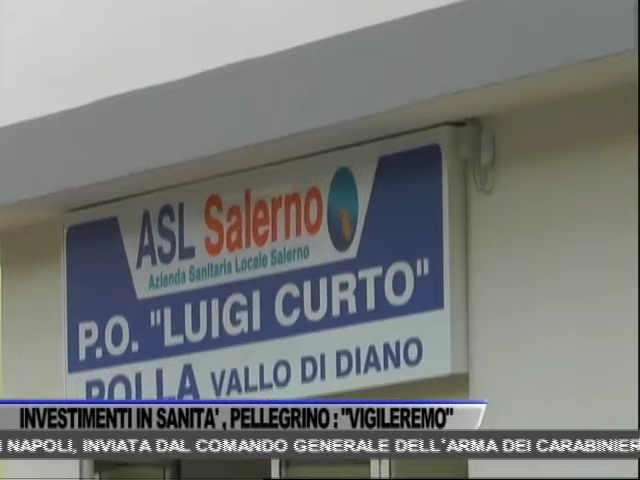 ASL Salerno
Azienda Sanitaria Locale Salerno
P.O. "LUIGI CURTO"
POLLA VALLO DI DIANO
INVESTIMENTI IN SANITA', PELLEGRINO : "VIGILEREMO"
NAPOLI, INVIATA DAL COMANDO GENERALE DELL'ARMA DEI CARABINIER